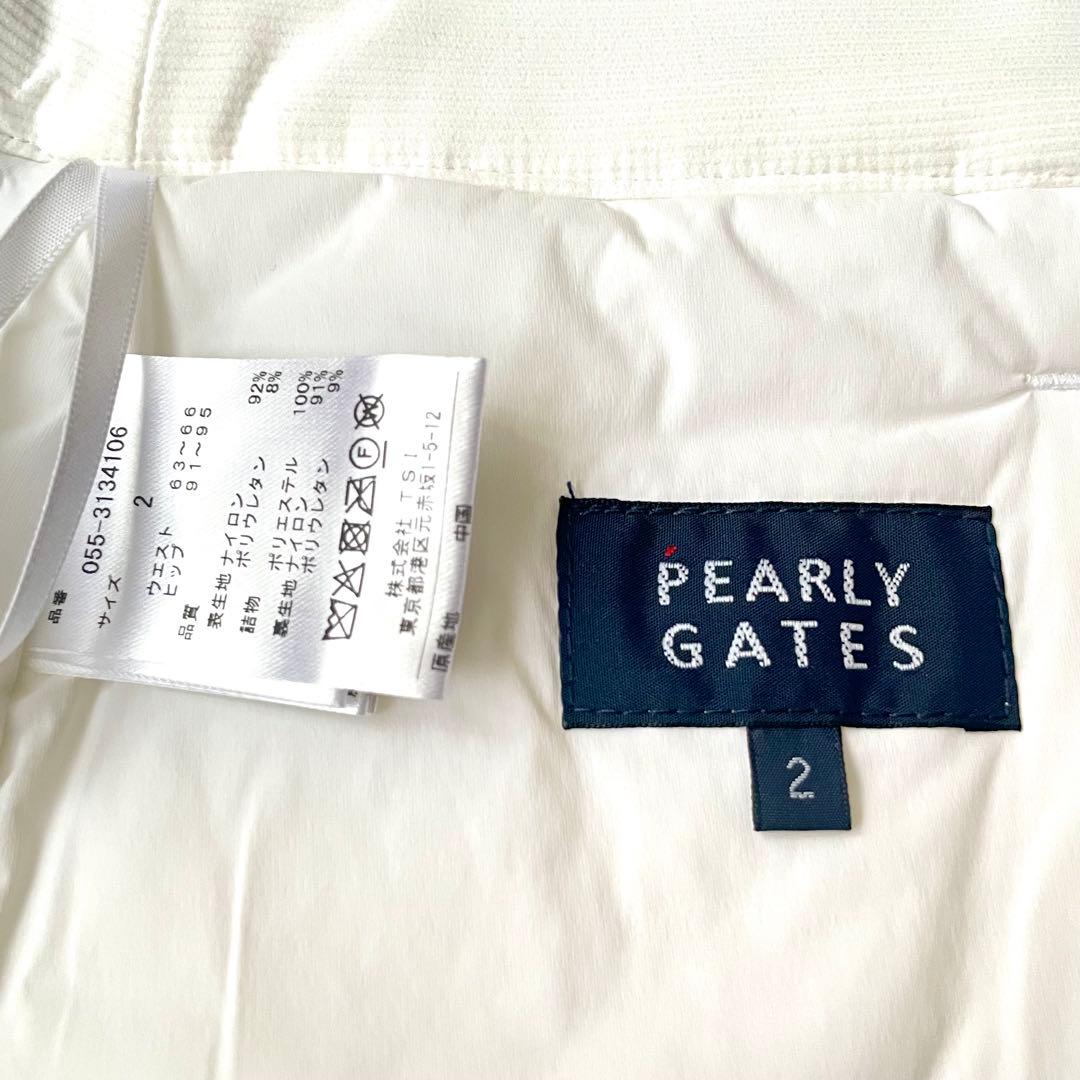 品番
055-3134106
サイズ 2
ウエスト 63～66
ヒップ 91～95
品質
表生地 ナイロン 92%
ポリウレタン 8%
詰物 ポリエステル 100%
裏生地 ナイロン 91%
ポリウレタン 9%
株式会社 TSI
東京都港区元赤坂1-5-12
原産地 中国
PEARLY
GATES
2